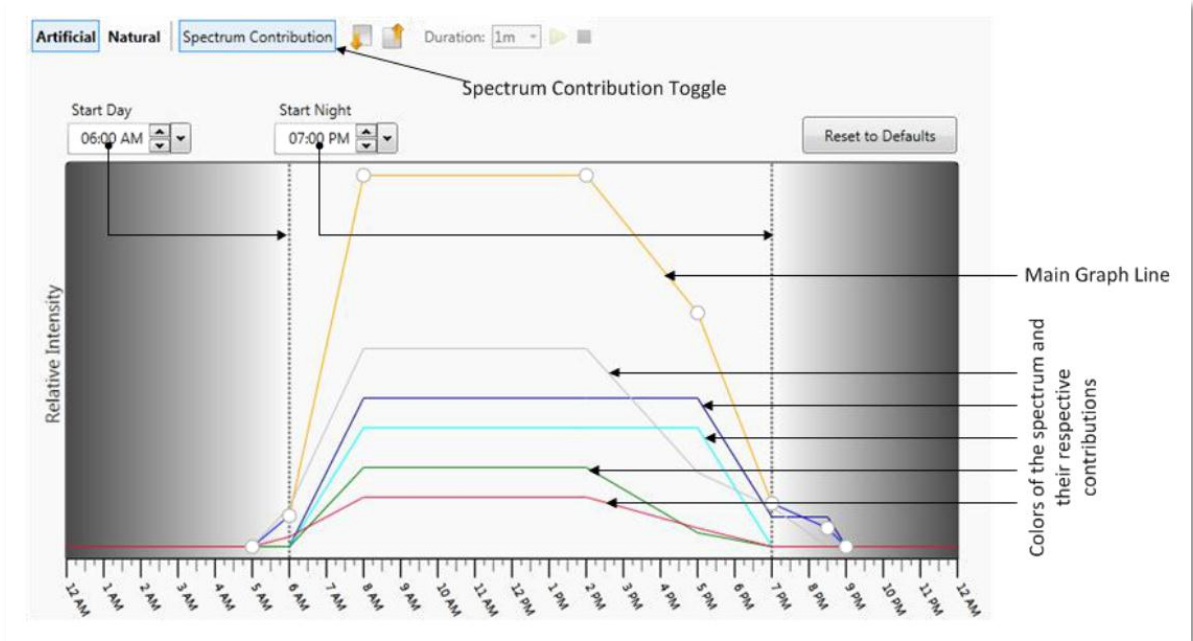 Artificial Natural Spectrum Contribution Duration: 1m
Spectrum Contribution Toggle
Start Day Start Night
06:00 AM 07:00 PM Reset to Defaults
Relative Intensity
Main Graph Line
Colors of the spectrum and
their respective
contributions
12 AM 1 AM 2 AM 3 AM 4 AM 5 AM 6 AM 7 AM 8 AM 9 AM 10 AM 11 AM 12 PM 1 PM 2 PM 3 PM 4 PM 5 PM 6 PM 7 PM 8 PM 9 PM 10 PM 11 PM 12 AM